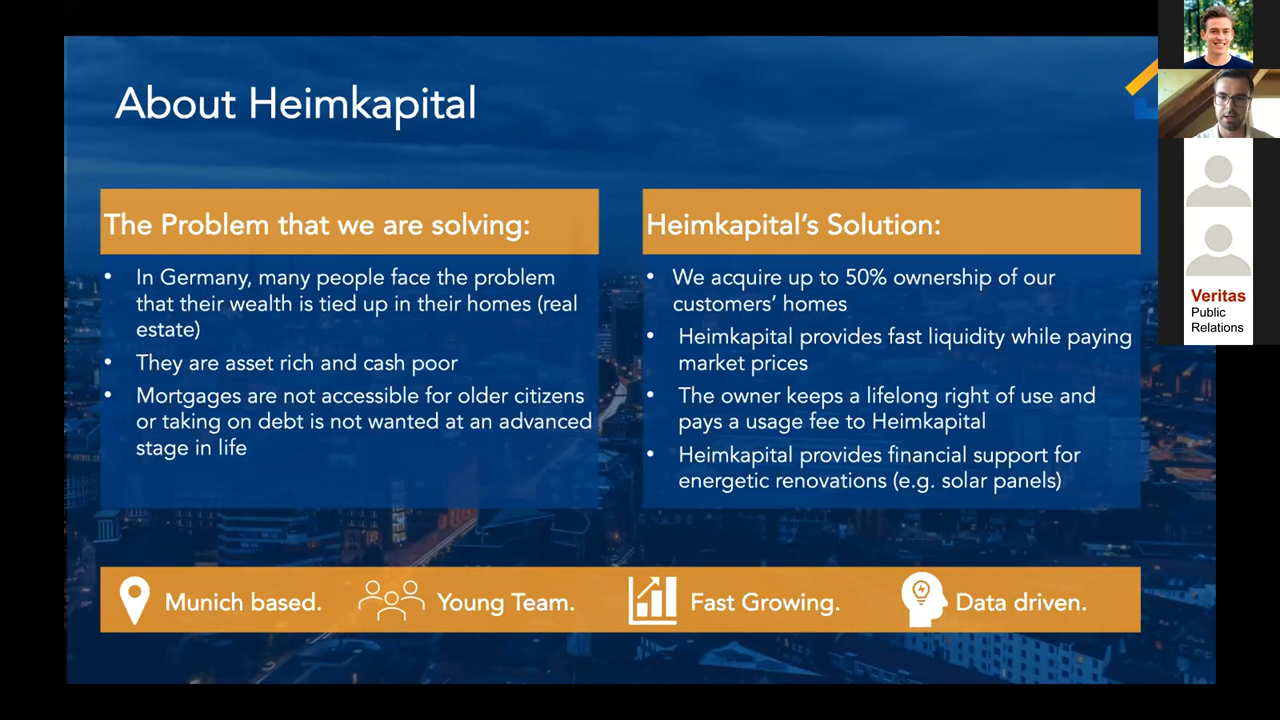 About Heimkapital
The Problem that we are solving:
• In Germany, many people face the problem
that their wealth is tied up in their homes (real
estate)
• They are asset rich and cash poor
• Mortgages are not accessible for older citizens
or taking on debt is not wanted at an advanced
stage in life
Heimkapital's Solution:
• We acquire up to 50% ownership of our
customers' homes
• Heimkapital provides fast liquidity while paying
market prices
• The owner keeps a lifelong right of use and
pays a usage fee to Heimkapital
• Heimkapital provides financial support for
energetic renovations (e.g. solar panels)
Munich based.
Young Team.
Fast Growing.
Data driven.
Veritas
Public
Relations